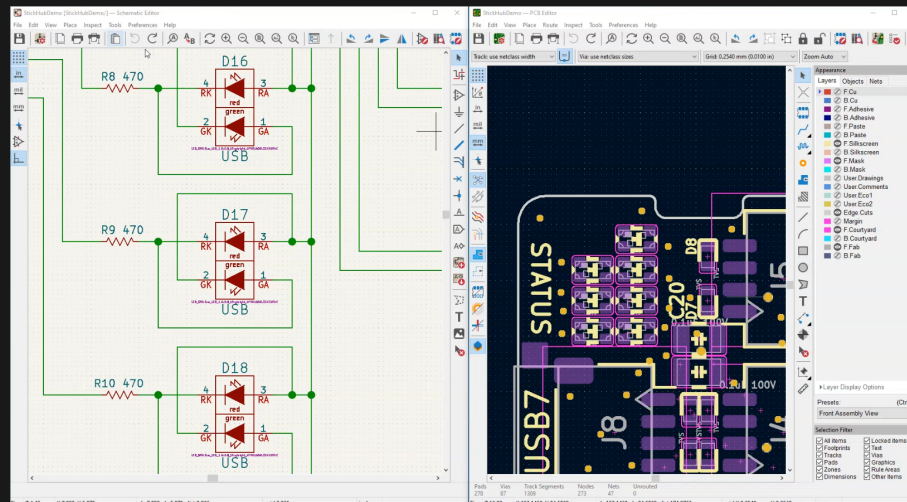 StickHubDemo [StickHubDemo/] — Schematic Editor
File Edit View Place Inspect Tools Preferences Help
in
mil
mm
R8 470
D16
4
RK
3
RA
red
green
2
GK
1
GA
USB
R9 470
D17
4
RK
3
RA
red
green
2
GK
1
GA
USB
R10 470
D18
4
RK
3
RA
red
green
2
GK
1
GA
USB
StickHubDemo — PCB Editor
File Edit View Place Route Inspect Tools Preferences Help
Track: use netclass width
Via: use netclass sizes
Grid: 0.2540 mm (0.0100 in)
Zoom Auto
in
mil
mm
STATUS
D8
C20
D7
0.1uF 100V
J5
USB7
J8
Appearance
Layers Objects Nets
F.Cu
B.Cu
F.Adhesive
B.Adhesive
F.Paste
B.Paste
F.Silkscreen
B.Silkscreen
F.Mask
B.Mask
User.Drawings
User.Comments
User.Eco1
User.Eco2
Edge.Cuts
Margin
F.Courtyard
B.Courtyard
F.Fab
B.Fab
Layer Display Options
Presets: (Ctr
Front Assembly View
Selection Filter
All items Locked items
Footprints Text
Tracks Vias
Pads Graphics
Zones Rule Areas
Dimensions Other items
Pads Vias Track Segments Nodes Nets Unrouted
278 87 1309 273 47 0